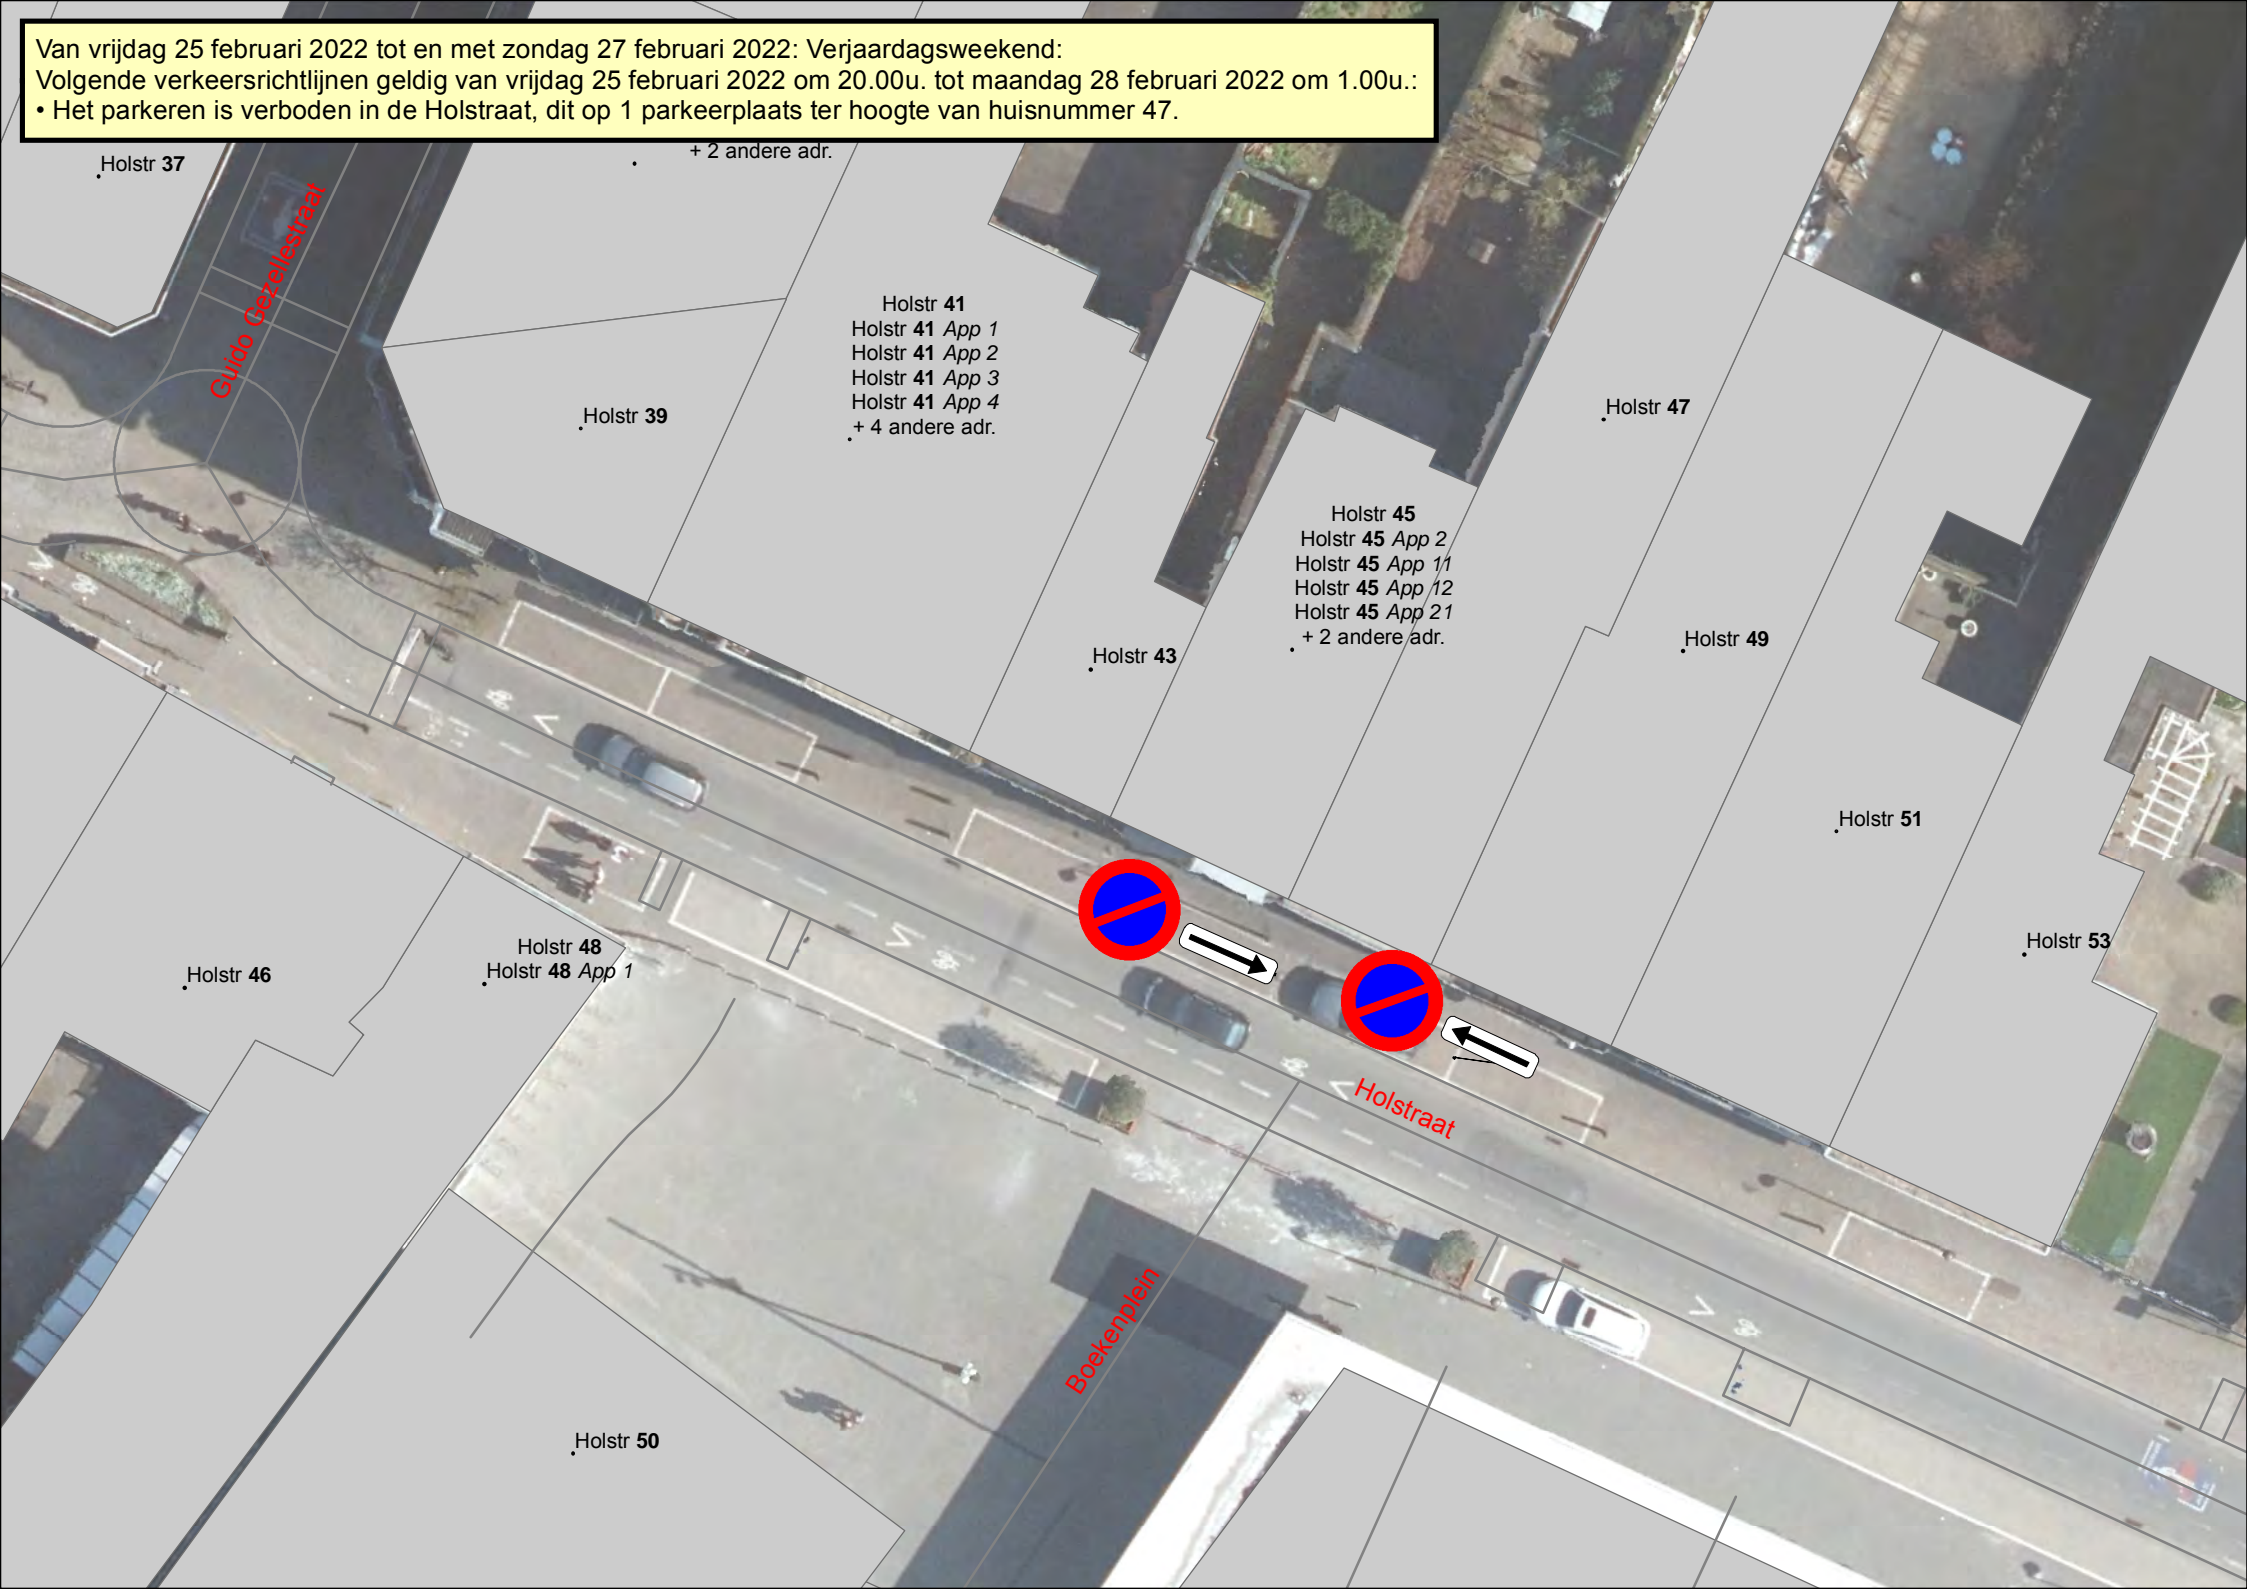 Van vrijdag 25 februari 2022 tot en met zondag 27 februari 2022: Verjaardagsweekend:
Volgende verkeersrichtlijnen geldig van vrijdag 25 februari 2022 om 20.00u. tot maandag 28 februari 2022 om 1.00u.:
• Het parkeren is verboden in de Holstraat, dit op 1 parkeerplaats ter hoogte van huisnummer 47.
+ 2 andere adr.
Holstr 37
Guido Gezellestraat
Holstr 39
Holstr 41
Holstr 41 App 1
Holstr 41 App 2
Holstr 41 App 3
Holstr 41 App 4
+ 4 andere adr.
Holstr 47
Holstr 45
Holstr 45 App 2
Holstr 45 App 11
Holstr 45 App 12
Holstr 45 App 21
+ 2 andere adr.
Holstr 43
Holstr 49
Holstr 51
Holstr 53
Holstr 46
Holstr 48
Holstr 48 App 1
Holstraat
Boekenplein
Holstr 50